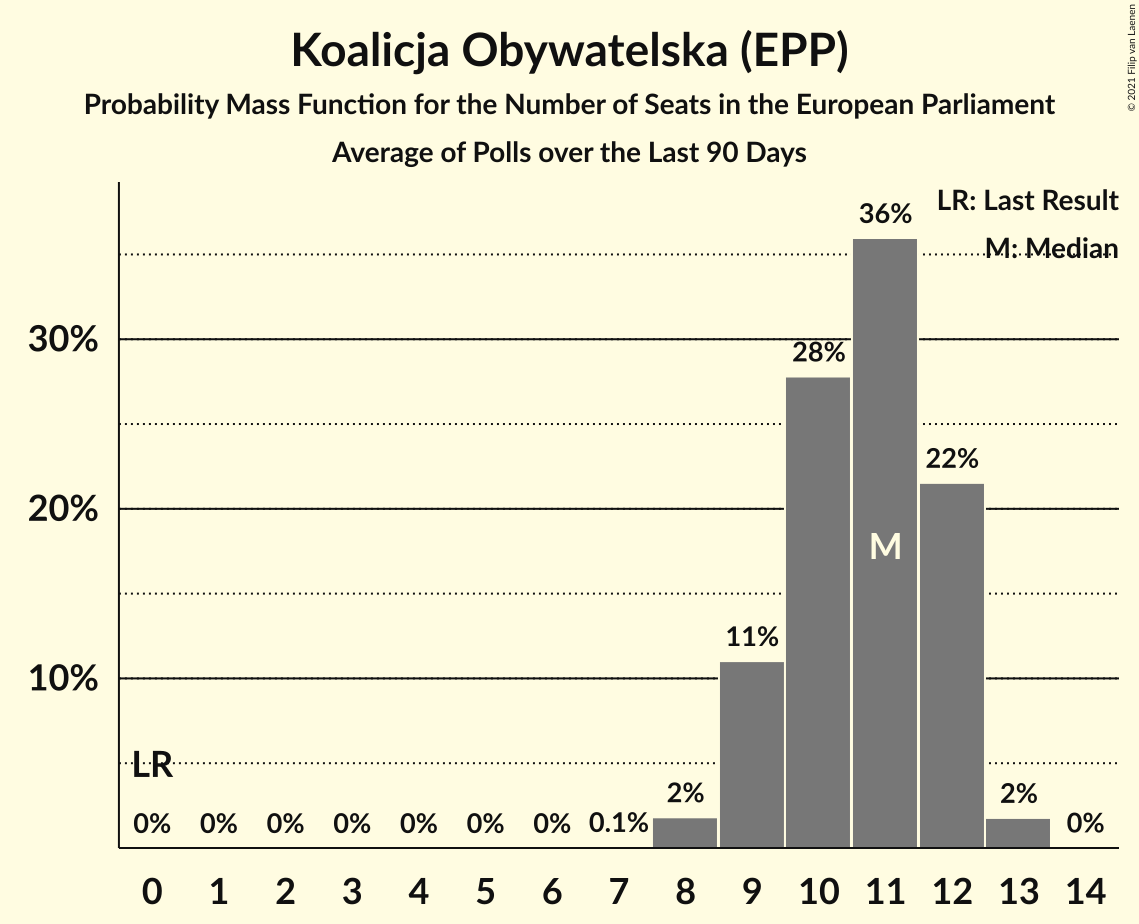 Koalicja Obywatelska (EPP)
Probability Mass Function for the Number of Seats in the European Parliament
Average of Polls over the Last 90 Days
© 2021 Filip van Laenen
LR: Last Result
M: Median
36%
30%
28%
22%
20%
M
11%
10%
LR
2%
2%
0% 0% 0% 0% 0% 0% 0% 0.1% 0%
0 1 2 3 4 5 6 7 8 9 10 11 12 13 14